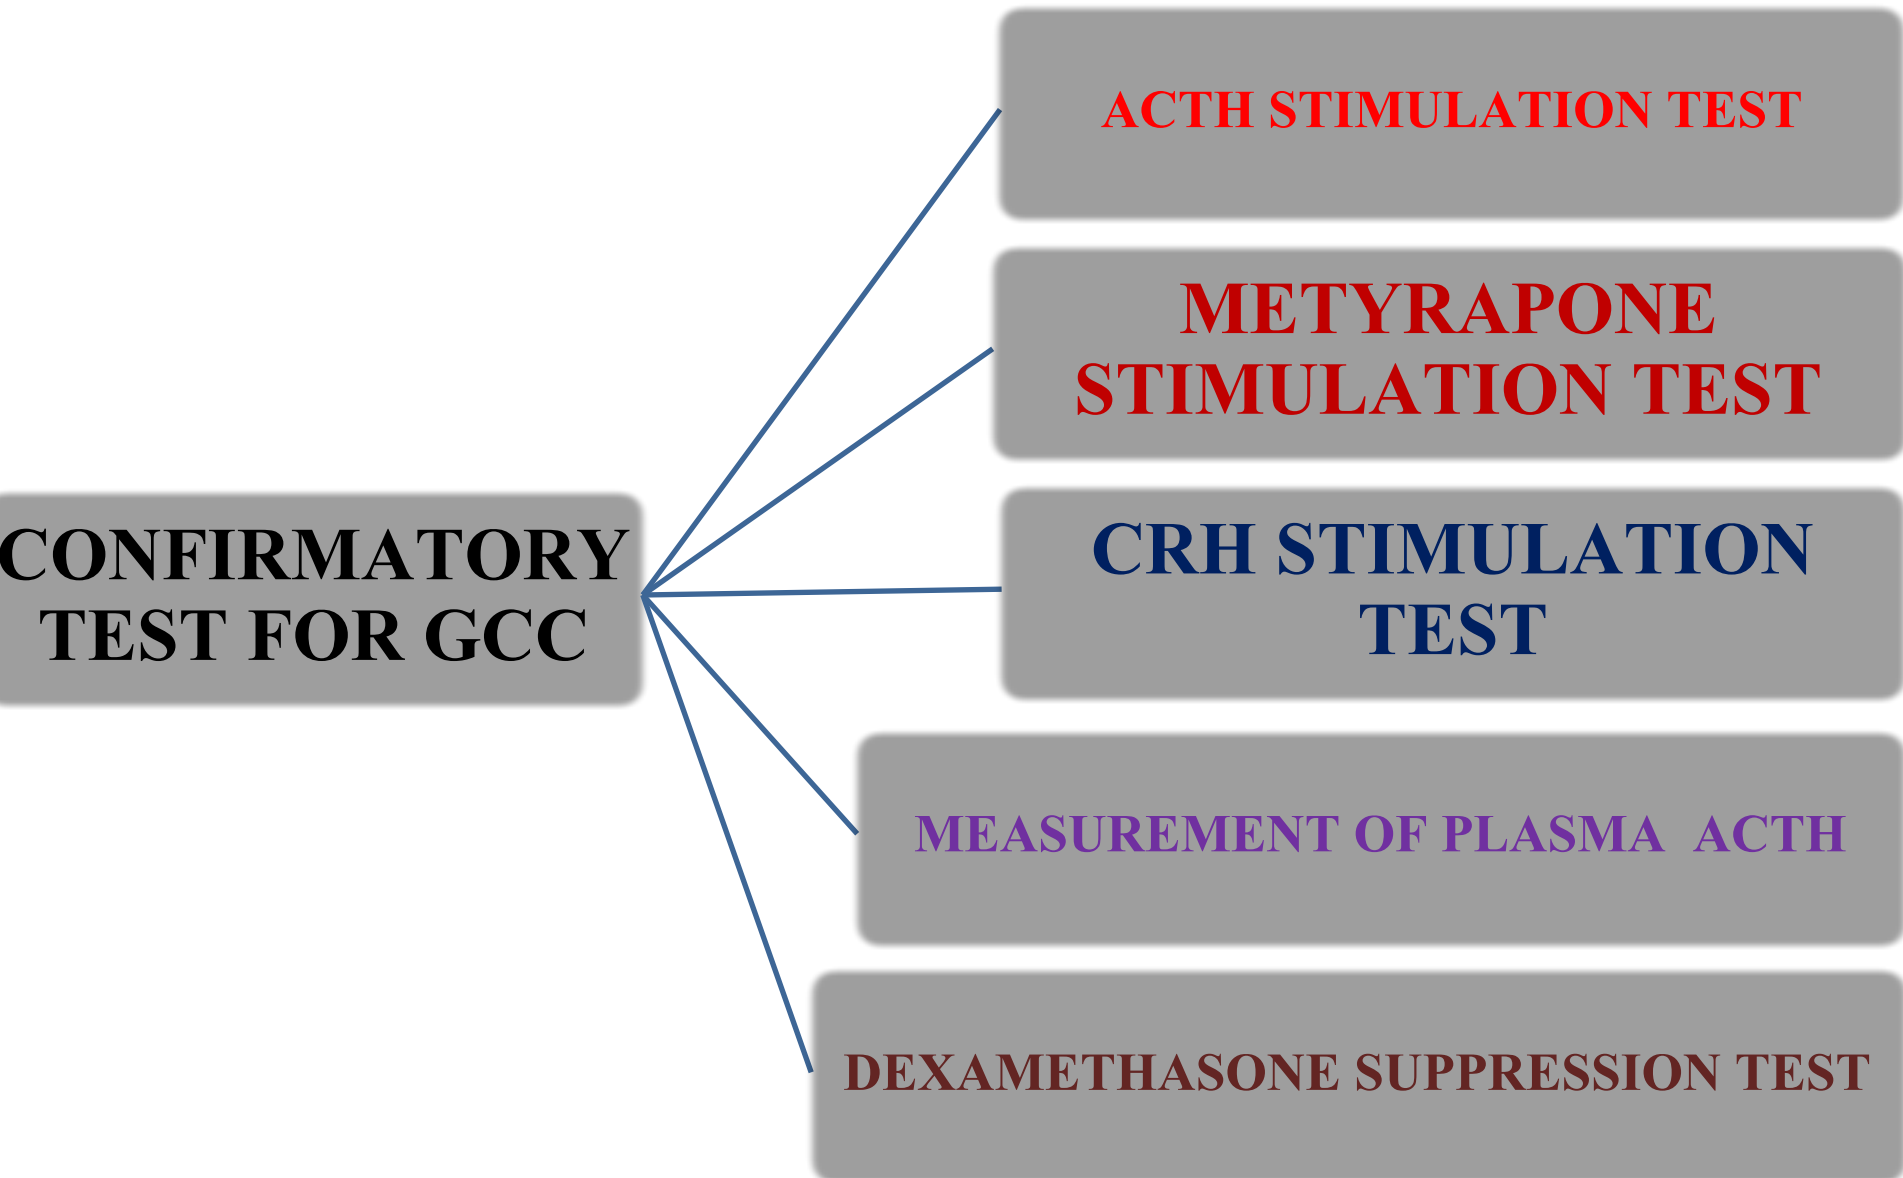 ACTH STIMULATION TEST
METYRAPONE
STIMULATION TEST
CONFIRMATORY
TEST FOR GCC
CRH STIMULATION
TEST
MEASUREMENT OF PLASMA  ACTH
DEXAMETHASONE SUPPRESSION TEST